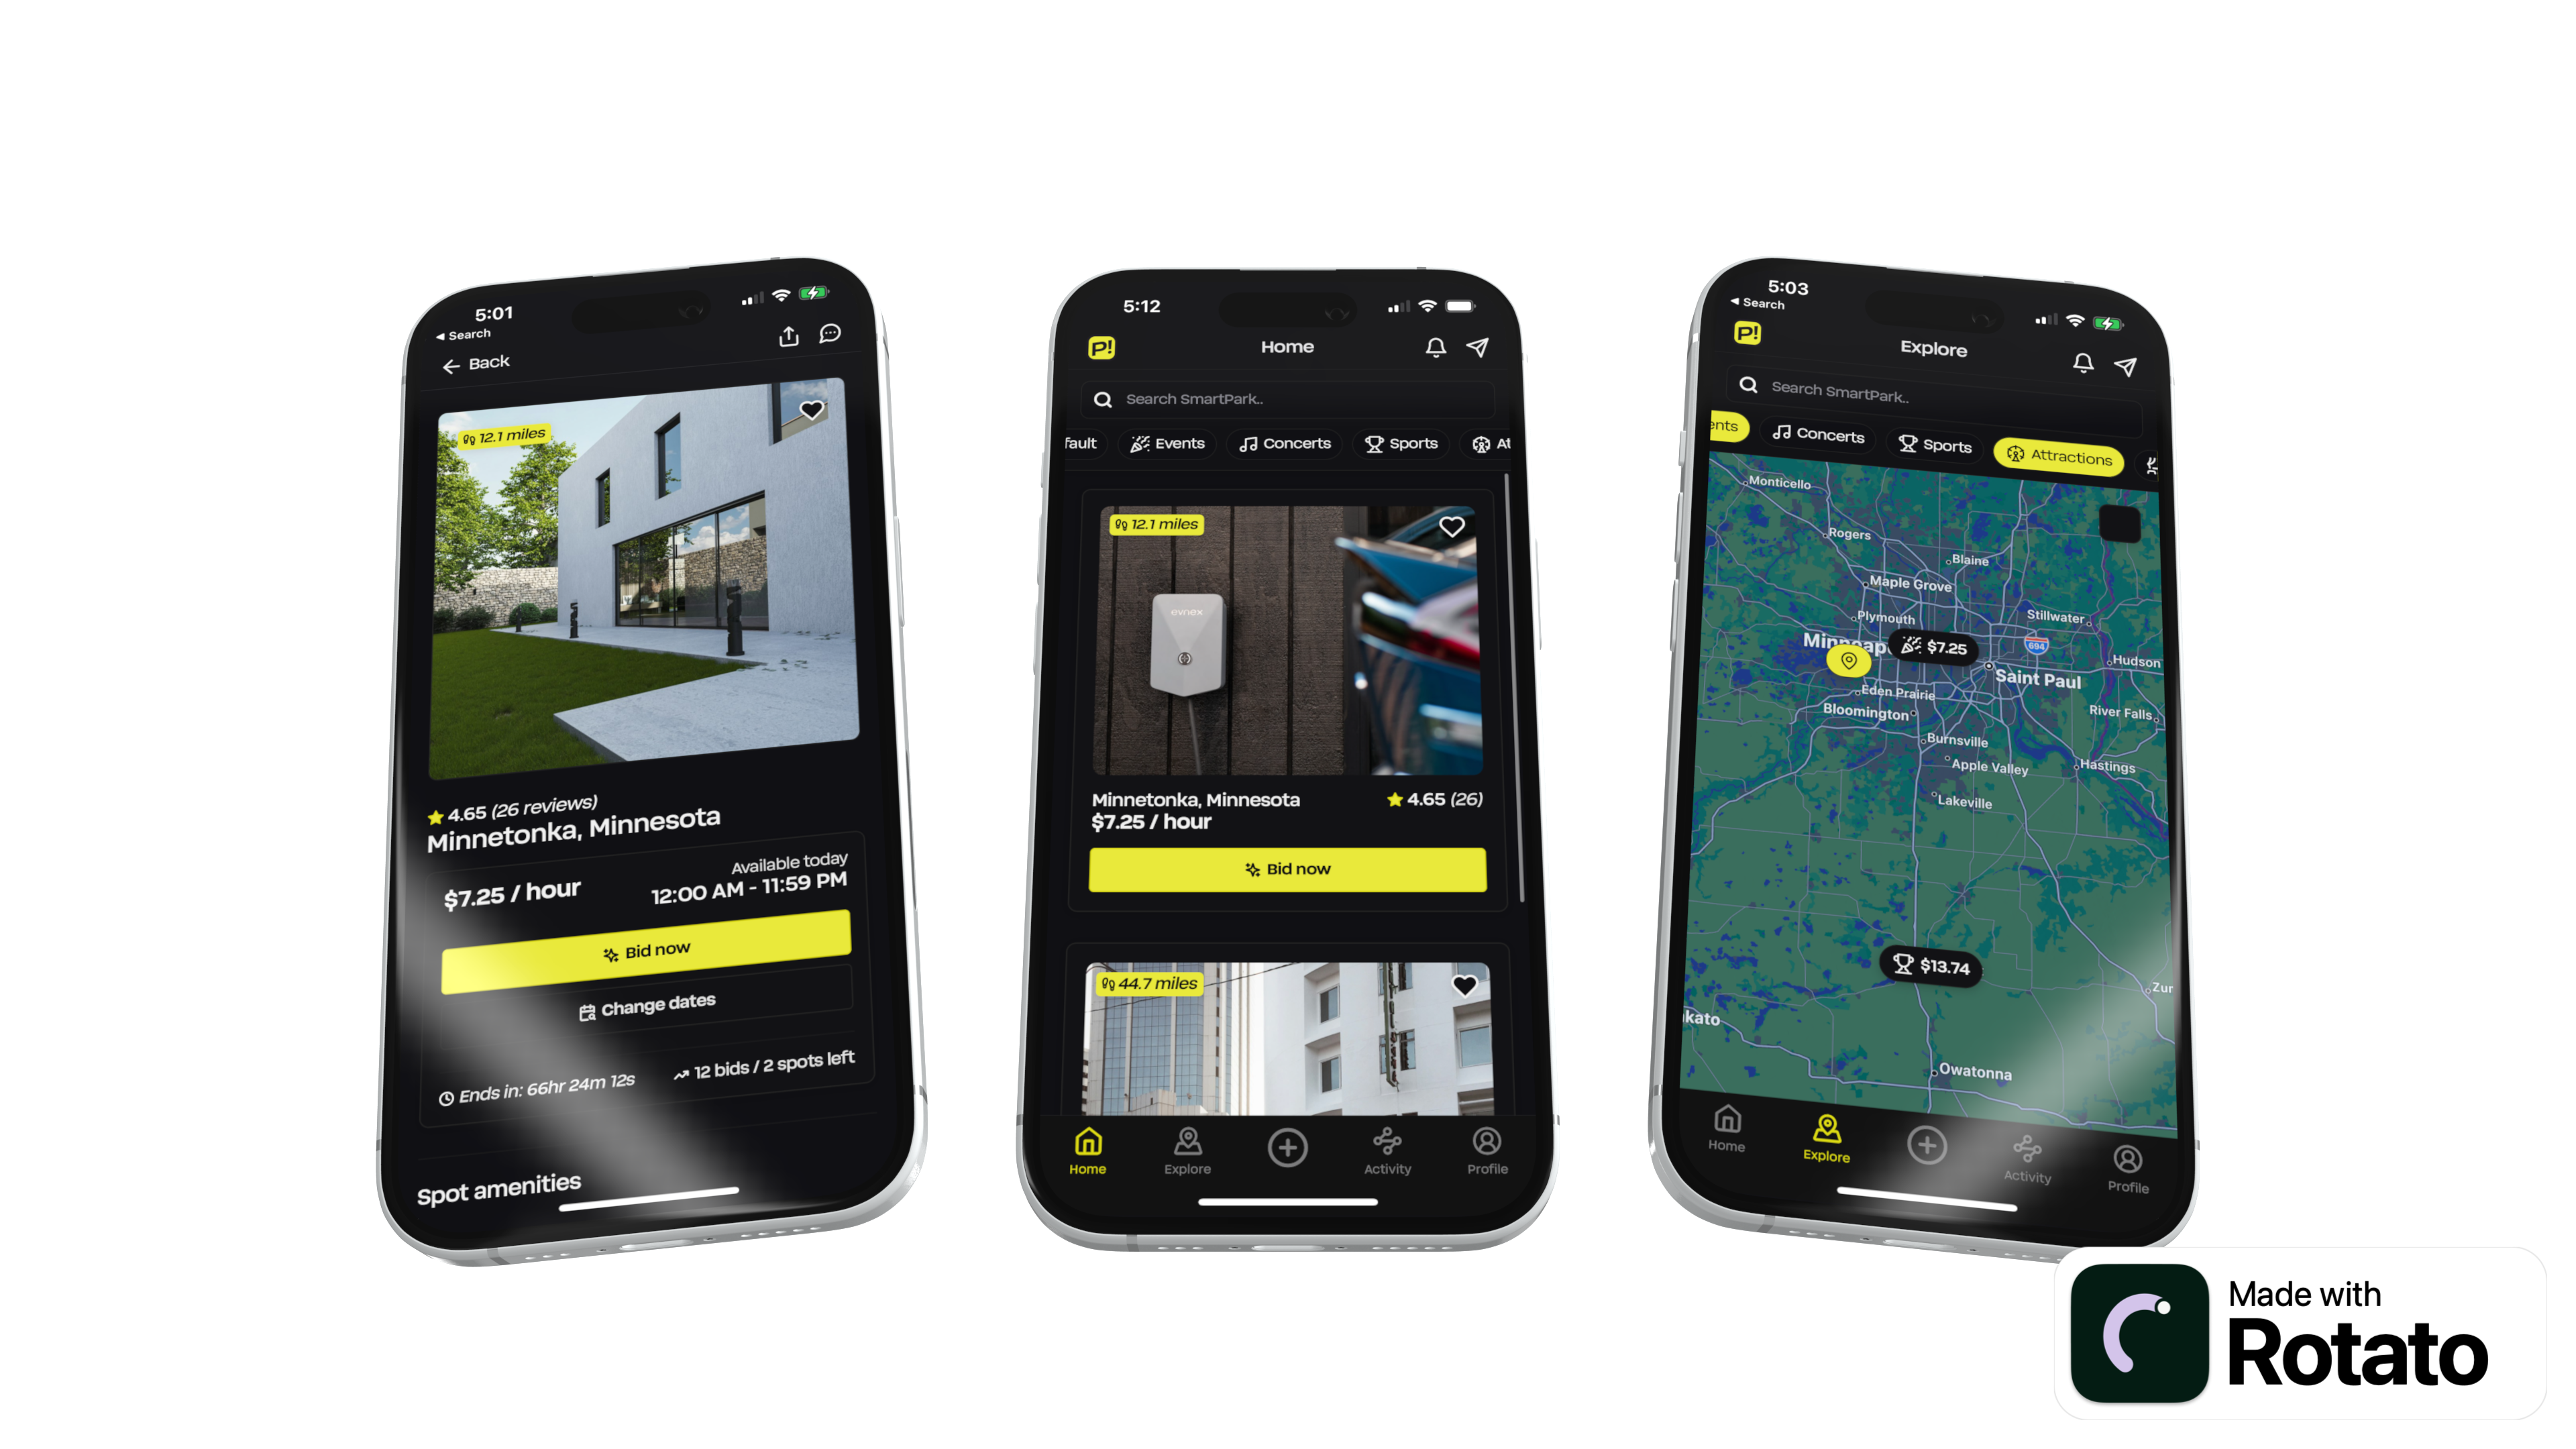 5:01
Search
Back
12.1 miles
4.65 (26 reviews)
Minnetonka, Minnesota
$7.25 / hour
Available today
12:00 AM - 11:59 PM
Bid now
Change dates
Ends in: 66hr 24m 12s
12 bids / 2 spots left
Spot amenities
5:12
P!
Home
Search SmartPark..
fault
Events
Concerts
Sports
At
12.1 miles
evnex
Minnetonka, Minnesota
4.65 (26)
$7.25 / hour
Bid now
44.7 miles
Home
Explore
Activity
Profile
5:03
Search
P!
Explore
Search SmartPark..
ents
Concerts
Sports
Attractions
Monticello
Rogers
Blaine
Maple Grove
Plymouth
Stillwater
Minneap
$7.25
694
Hudson
Saint Paul
Eden Prairie
Bloomington
River Falls
Burnsville
Apple Valley
Hastings
Lakeville
$13.74
Zur
kato
Owatonna
Home
Explore
Activity
Profile
Made with
Rotato